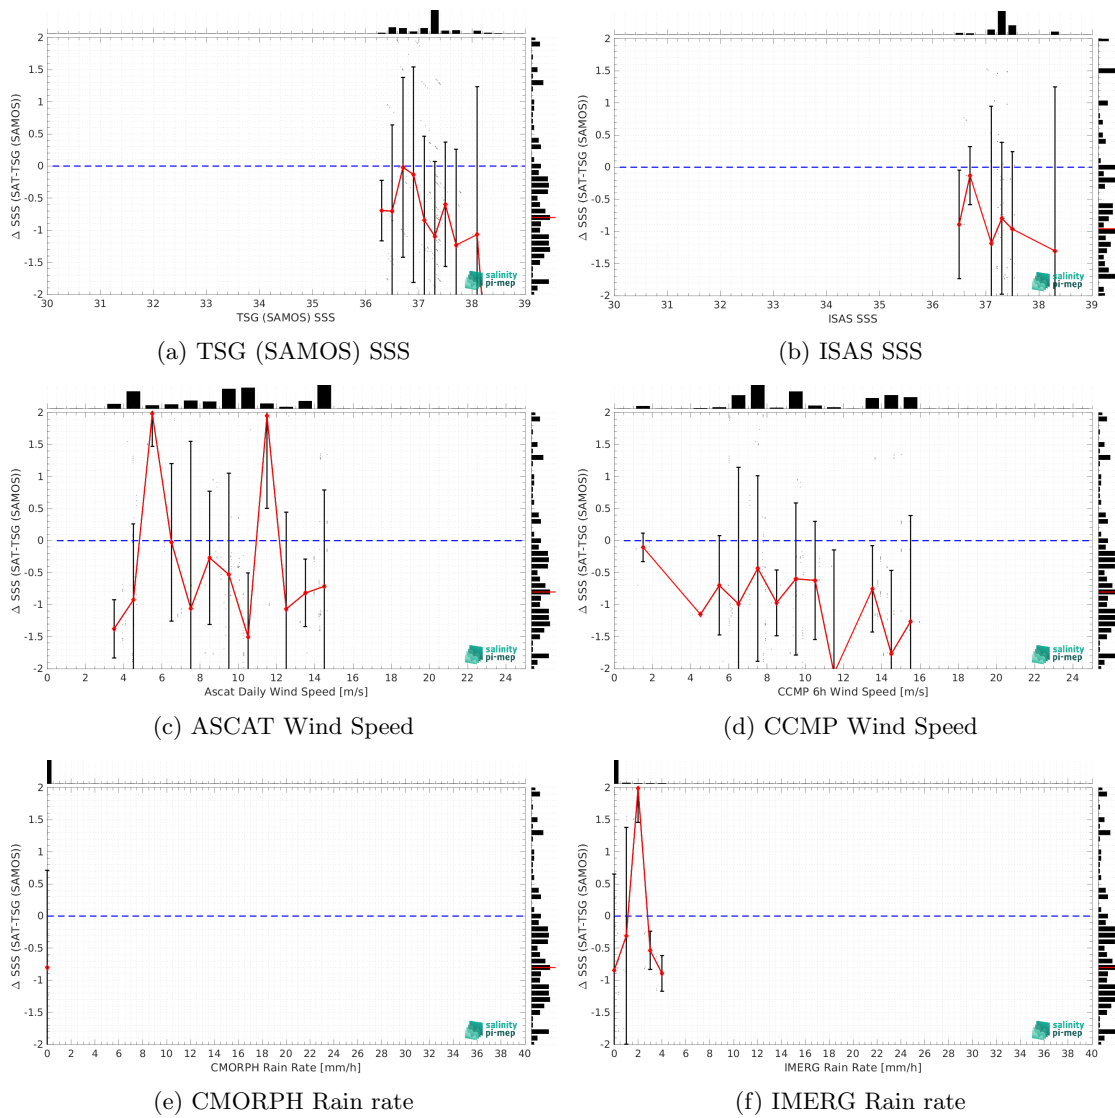 2
1.5
1
0.5
0
-0.5
-1
-1.5
-2
Δ SSS (SAT-TSG (SAMOS))
30 31 32 33 34 35 36 37 38 39
TSG (SAMOS) SSS
salinity
pi-mep
(a) TSG (SAMOS) SSS
2
1.5
1
0.5
0
-0.5
-1
-1.5
-2
Δ SSS (SAT-TSG (SAMOS))
30 31 32 33 34 35 36 37 38 39
ISAS SSS
salinity
pi-mep
(b) ISAS SSS
2
1.5
1
0.5
0
-0.5
-1
-1.5
-2
Δ SSS (SAT-TSG (SAMOS))
0 2 4 6 8 10 12 14 16 18 20 22 24
Ascat Daily Wind Speed [m/s]
salinity
pi-mep
(c) ASCAT Wind Speed
2
1.5
1
0.5
0
-0.5
-1
-1.5
-2
Δ SSS (SAT-TSG (SAMOS))
0 2 4 6 8 10 12 14 16 18 20 22 24
CCMP 6h Wind Speed [m/s]
salinity
pi-mep
(d) CCMP Wind Speed
2
1.5
1
0.5
0
-0.5
-1
-1.5
-2
Δ SSS (SAT-TSG (SAMOS))
0 2 4 6 8 10 12 14 16 18 20 22 24 26 28 30 32 34 36 38 40
CMORPH Rain Rate [mm/h]
salinity
pi-mep
(e) CMORPH Rain rate
2
1.5
1
0.5
0
-0.5
-1
-1.5
-2
Δ SSS (SAT-TSG (SAMOS))
0 2 4 6 8 10 12 14 16 18 20 22 24 26 28 30 32 34 36 38 40
IMERG Rain Rate [mm/h]
salinity
pi-mep
(f) IMERG Rain rate